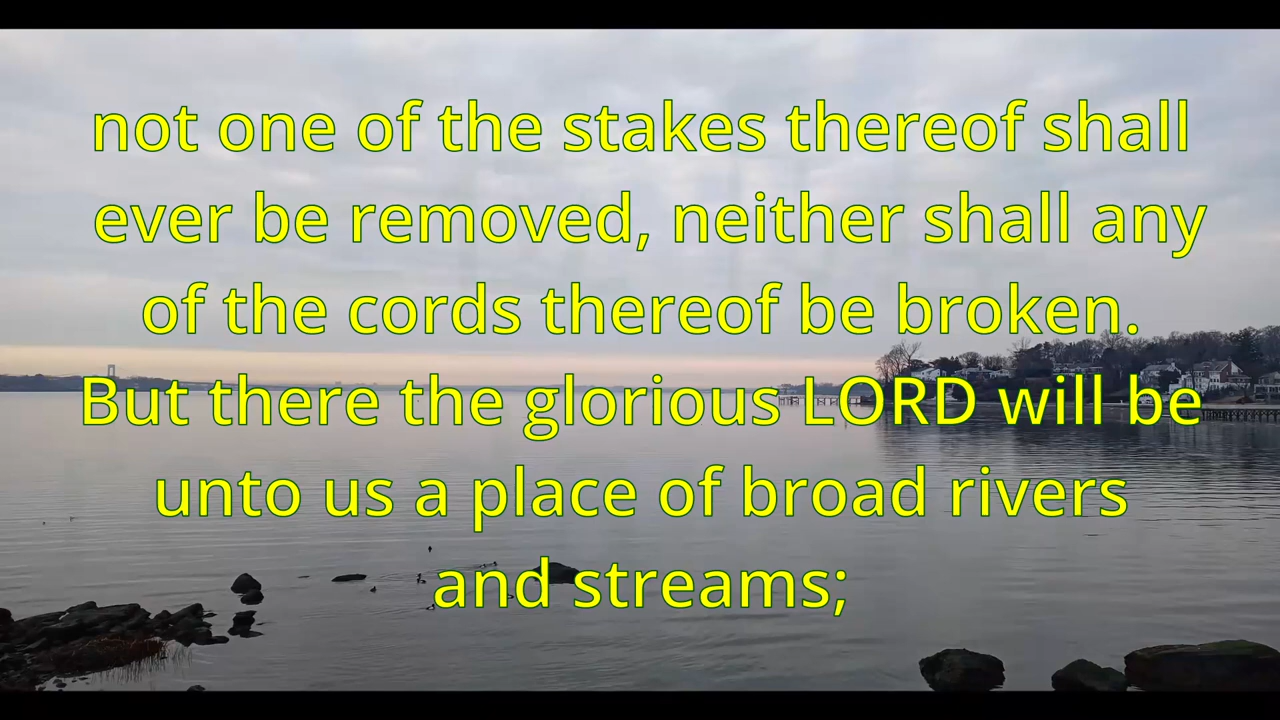 not one of the stakes thereof shall
ever be removed, neither shall any
of the cords thereof be broken.
But there the glorious LORD will be
unto us a place of broad rivers
and streams;